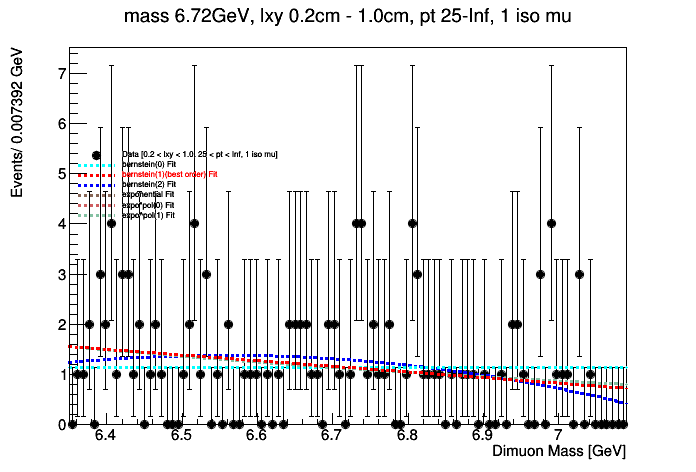 mass 6.72GeV, lxy 0.2cm - 1.0cm, pt 25-Inf, 1 iso mu
Events/ 0.007392 GeV
7
6
5
4
3
2
1
0
Data [0.2 < lxy < 1.0, 25 < pt < Inf, 1 iso mu]
bernstein(0) Fit
bernstein(1)(best order) Fit
bernstein(2) Fit
exponential Fit
expo*pol(0) Fit
expo*pol(1) Fit
6.4 6.5 6.6 6.7 6.8 6.9 7
Dimuon Mass [GeV]